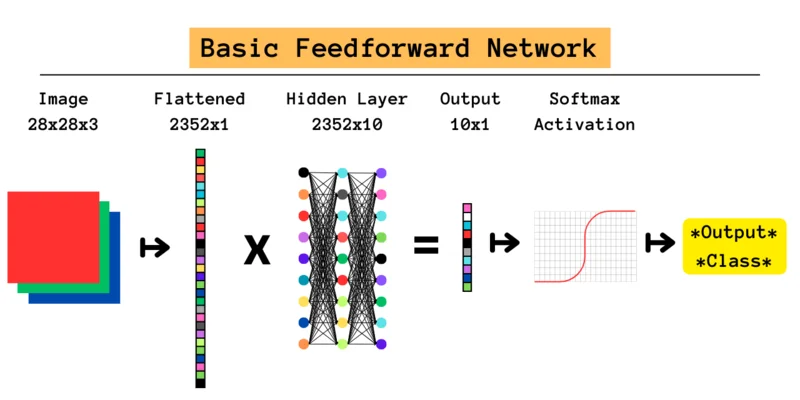 Basic Feedforward Network
Image
28x28x3
Flattened
2352x1
Hidden Layer
2352x10
Output
10x1
Softmax
Activation
X
=
*Output*
*Class*